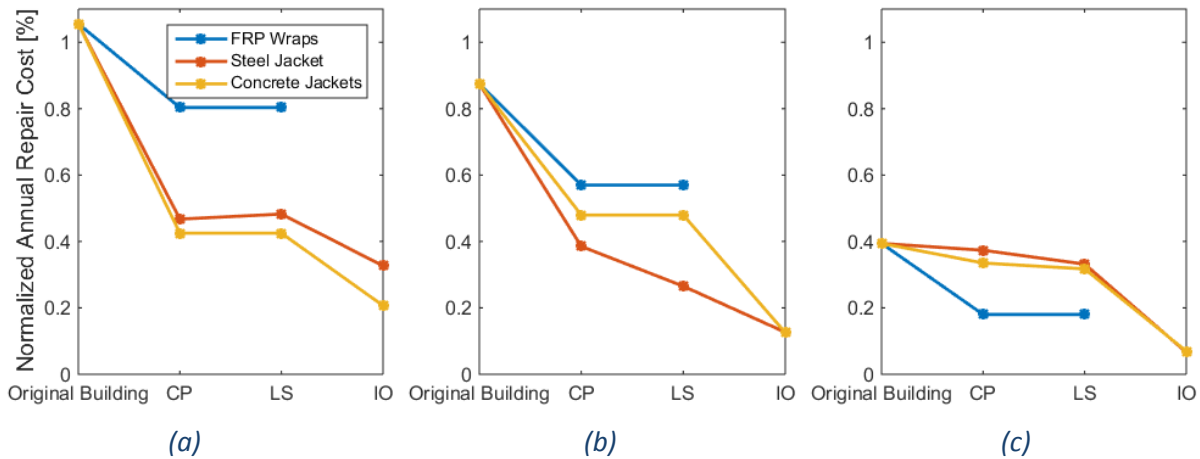 Normalized Annual Repair Cost [%]
1
0.8
0.6
0.4
0.2
0
FRP Wraps
Steel Jacket
Concrete Jackets
Original Building CP LS IO
(a)
1
0.8
0.6
0.4
0.2
0
Original Building CP LS IO
(b)
1
0.8
0.6
0.4
0.2
0
Original Building CP LS IO
(c)